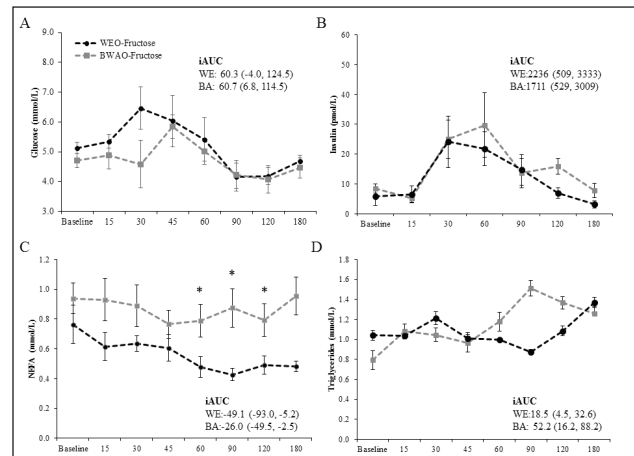 A
WEO-Fructose
BWAO-Fructose
iAUC
WE: 60.3 (-4.0, 124.5)
BA: 60.7 (6.8, 114.5)
Glucose (mmol/L)
9.0
8.0
7.0
6.0
5.0
4.0
3.0
Baseline 15 30 45 60 90 120 180
B
iAUC
WE:2236 (509, 3333)
BA:1711 (529, 3009)
Insulin (pmol/L)
60
50
40
30
20
10
0
Baseline 15 30 45 60 90 120 180
C
* * *
NEFA (mmol/L)
1.2
1.0
0.8
0.6
0.4
0.2
0.0
iAUC
WE:-49.1 (-93.0, -5.2)
BA:-26.0 (-49.5, -2.5)
Baseline 15 30 45 60 90 120 180
D
Triglycerides (mmol/L)
1.8
1.6
1.4
1.2
1.0
0.8
0.6
0.4
0.2
0.0
iAUC
WE:18.5 (4.5, 32.6)
BA: 52.2 (16.2, 88.2)
Baseline 15 30 45 60 90 120 180